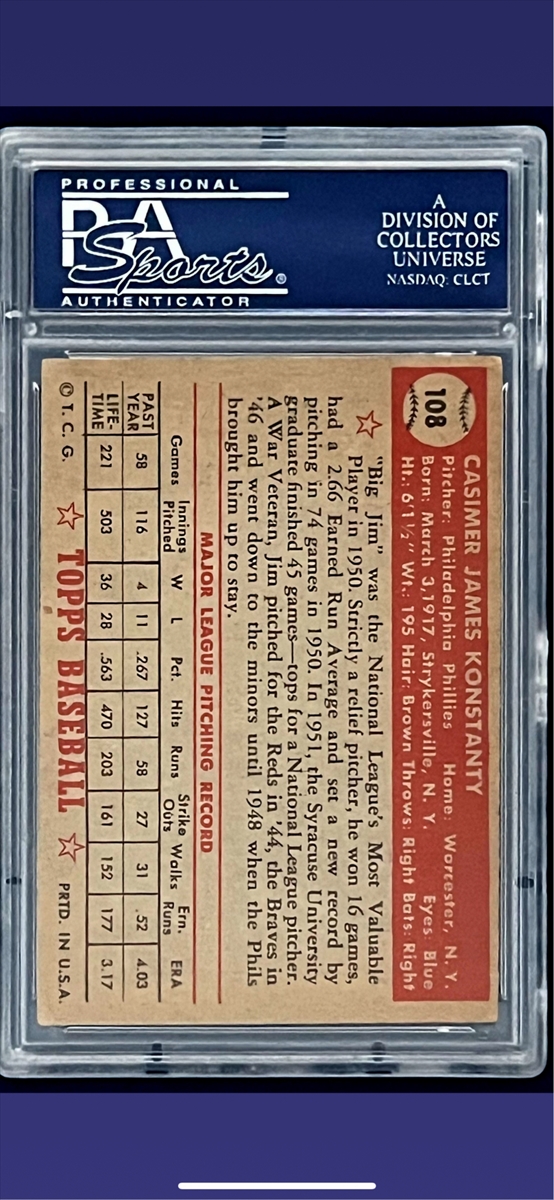 PROFESSIONAL
PSA
Sports®
AUTHENTICATOR
A
DIVISION OF
COLLECTORS
UNIVERSE
NASDAQ: CLCT
108
CASIMER JAMES KONSTANTY
Pitcher: Philadelphia Phillies Home: Worcester, N. Y.
Born: March 3,1917, Strykersville, N. Y. Eyes: Blue
Ht.: 6'1½" Wt.: 195 Hair: Brown Throws: Right Bats: Right
"Big Jim" was the National League's Most Valuable
Player in 1950. Strictly a relief pitcher, he won 16 games,
had a 2.66 Earned Run Average and set a new record by
pitching in 74 games in 1950. In 1951, the Syracuse University
graduate finished 45 games—tops for a National League pitcher.
A War Veteran, Jim pitched for the Reds in '44, the Braves in
'46 and went down to the minors until 1948 when the Phils
brought him up to stay.
MAJOR LEAGUE PITCHING RECORD
Games Innings Pitched W L Pct. Hits Runs Strike Outs Walks Ern. Runs ERA
PAST YEAR 58 116 4 11 .267 127 58 27 31 52 4.03
LIFE-TIME 221 503 36 28 .563 470 203 161 152 177 3.17
© T. C. G. ☆ TOPPS BASEBALL ☆ PRTD. IN U.S.A.